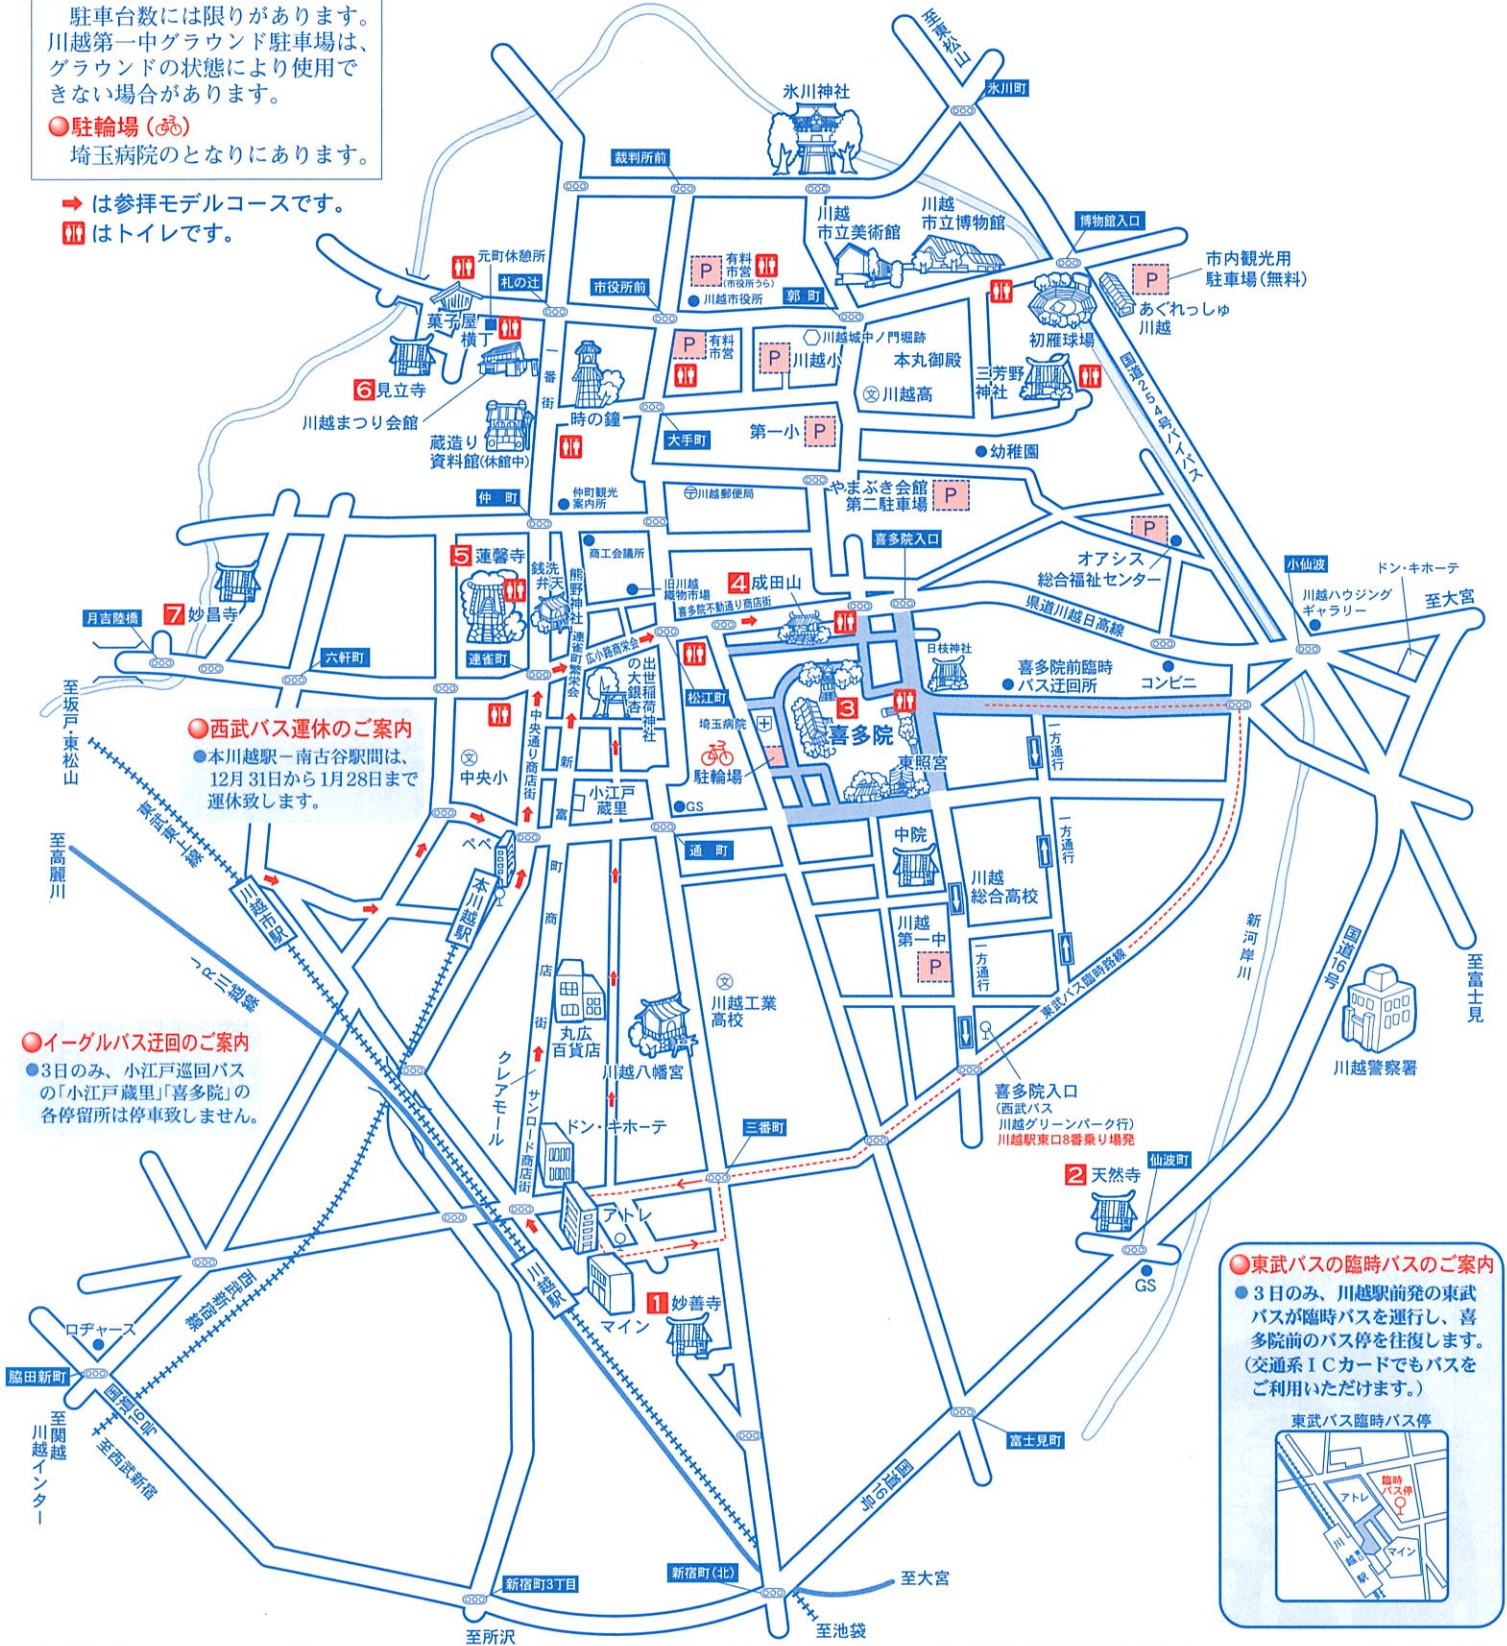 駐車台数には限りがあります。
川越第一中グラウンド駐車場は、
グラウンドの状態により使用で
きない場合があります。
●駐輪場(🚲)
埼玉病院のとなりにあります。
➡は参拝モデルコースです。
🚻はトイレです。
至東松山
氷川町
氷川神社
裁判所前
川越
市立美術館
川越
市立博物館
博物館入口
市内観光用
駐車場(無料)
P
あぐれっしゅ
川越
初雁球場
国道254号バイパス
元町休憩所
札の辻
市役所前
P
有料
市営
(市役所うら)
川越市役所
郭町
菓子屋
横丁
6見立寺
川越まつり会館
一番街
時の鐘
P
有料
市営
P
川越小
川越城中ノ門堀跡
本丸御殿
三芳野
神社
文川越高
蔵造り
資料館(休館中)
大手町
第一小
P
幼稚園
仲町
仲町観光
案内所
〒川越郵便局
やまぶき会館
第二駐車場
P
P
オアシス
総合福祉センター
喜多院入口
小仙波
ドン・キホーテ
川越ハウジング
ギャラリー
至大宮
県道川越日高線
5蓮馨寺
銭洗
弁天
熊野神社
商工会議所
旧川越
織物市場
4成田山
喜多院不動通り商店街
月吉陸橋
7妙昌寺
六軒町
連雀町
連雀町繁栄会
広小路商栄会
出世稲荷神社
の大銀杏
松江町
日枝神社
喜多院前臨時
バス迂回所
コンビニ
至坂戸・東松山
●西武バス運休のご案内
●本川越駅−南古谷駅間は、
12月31日から1月28日まで
運休致します。
文
中央小
中央通り商店街
新富町商店街
小江戸
蔵里
埼玉病院
駐輪場
3
喜多院
東照宮
一方通行
GS
通町
ペペ
本川越駅
東武東上線
川越市駅
至高麗川
JR川越線
中院
川越
総合高校
一方通行
川越
第一中
P
一方通行
東武バス臨時路線
新河岸川
国道16号
至富士見
川越警察署
●イーグルバス迂回のご案内
●3日のみ、小江戸巡回バス
の「小江戸蔵里」「喜多院」の
各停留所は停車致しません。
丸広
百貨店
川越八幡宮
文
川越工業
高校
クレアモール
サンロード商店街
ドン・キホーテ
三番町
喜多院入口
(西武バス
川越グリーンパーク行)
川越駅東口8番乗り場発
2天然寺
仙波町
GS
アトレ
川越駅
マイン
1妙善寺
西武新宿線
ロヂャース
脇田新町
国道16号
至関越
川越インター
至西武新宿
富士見町
国道16号
新宿町3丁目
至所沢
新宿町(北)
至大宮
至池袋
●東武バスの臨時バスのご案内
●3日のみ、川越駅前発の東武
バスが臨時バスを運行し、喜
多院前のバス停を往復します。
(交通系ICカードでもバスを
ご利用いただけます。)
東武バス臨時バス停
アトレ
臨時
バス停
川越駅
マイン